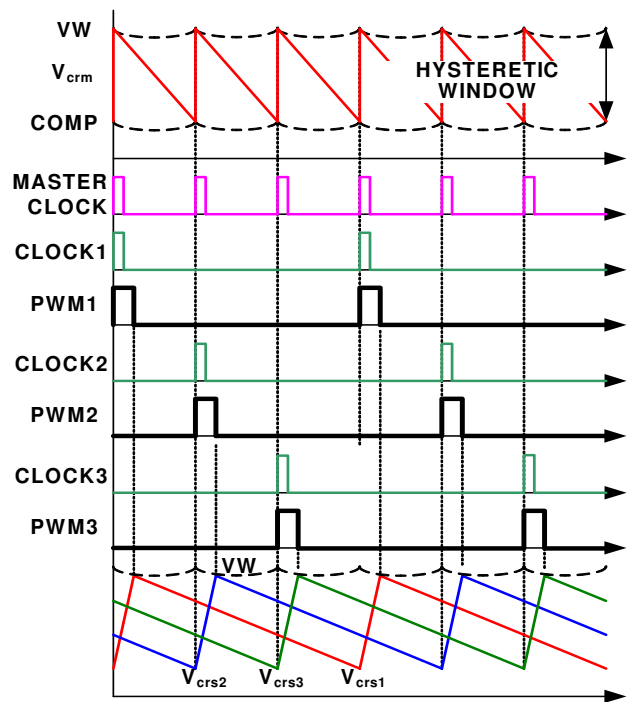 VW
Vcrm
HYSTERETIC
WINDOW
COMP
MASTER
CLOCK
CLOCK1
PWM1
CLOCK2
PWM2
CLOCK3
PWM3
VW
Vcrs2 Vcrs3 Vcrs1